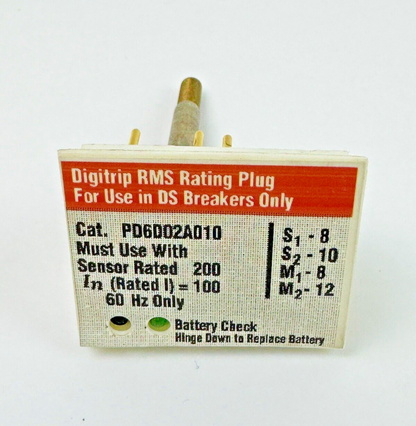 Digitrip RMS Rating Plug
For Use in DS Breakers Only
Cat. PD6D02A010
Must Use With
Sensor Rated 200
In (Rated I) = 100
60 Hz Only
S1 - 8
S2 - 10
M1 - 8
M2 - 12
Battery Check
Hinge Down to Replace Battery